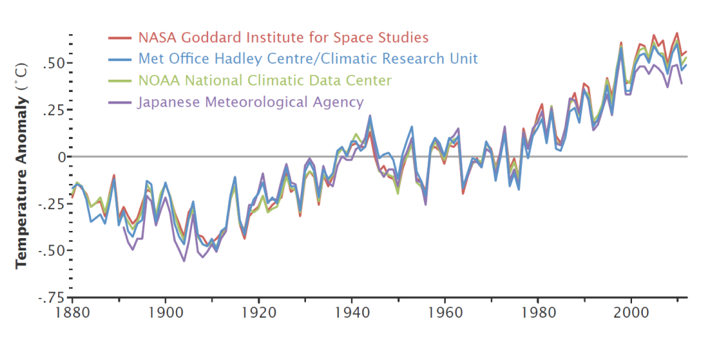 NASA Goddard Institute for Space Studies
Met Office Hadley Centre/Climatic Research Unit
NOAA National Climatic Data Center
Japanese Meteorological Agency
Temperature Anomaly (˚C)
.50
.25
0
-.25
-.50
-.75
1880 1900 1920 1940 1960 1980 2000